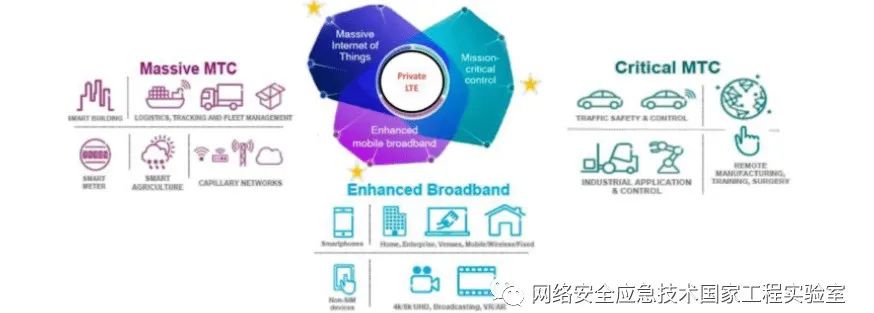 Massive MTC
SMART BUILDING
LOGISTICS, TRACKING AND FLEET MANAGEMENT
SMART
METER
SMART
AGRICULTURE
CAPILLARY NETWORKS
Massive
Internet of
Things
Mission-
critical
control
Private
LTE
Enhanced
mobile broadband
Enhanced Broadband
Smartphones
Home, Enterprise, Venues, Mobile/Wireless/Fixed
Non-SIM
devices
4k/8k UHD, Broadcasting, VR/AR
Critical MTC
TRAFFIC SAFETY & CONTROL
INDUSTRIAL APPLICATION
& CONTROL
REMOTE
MANUFACTURING,
TRAINING, SURGERY
网络安全应急技术国家工程实验室